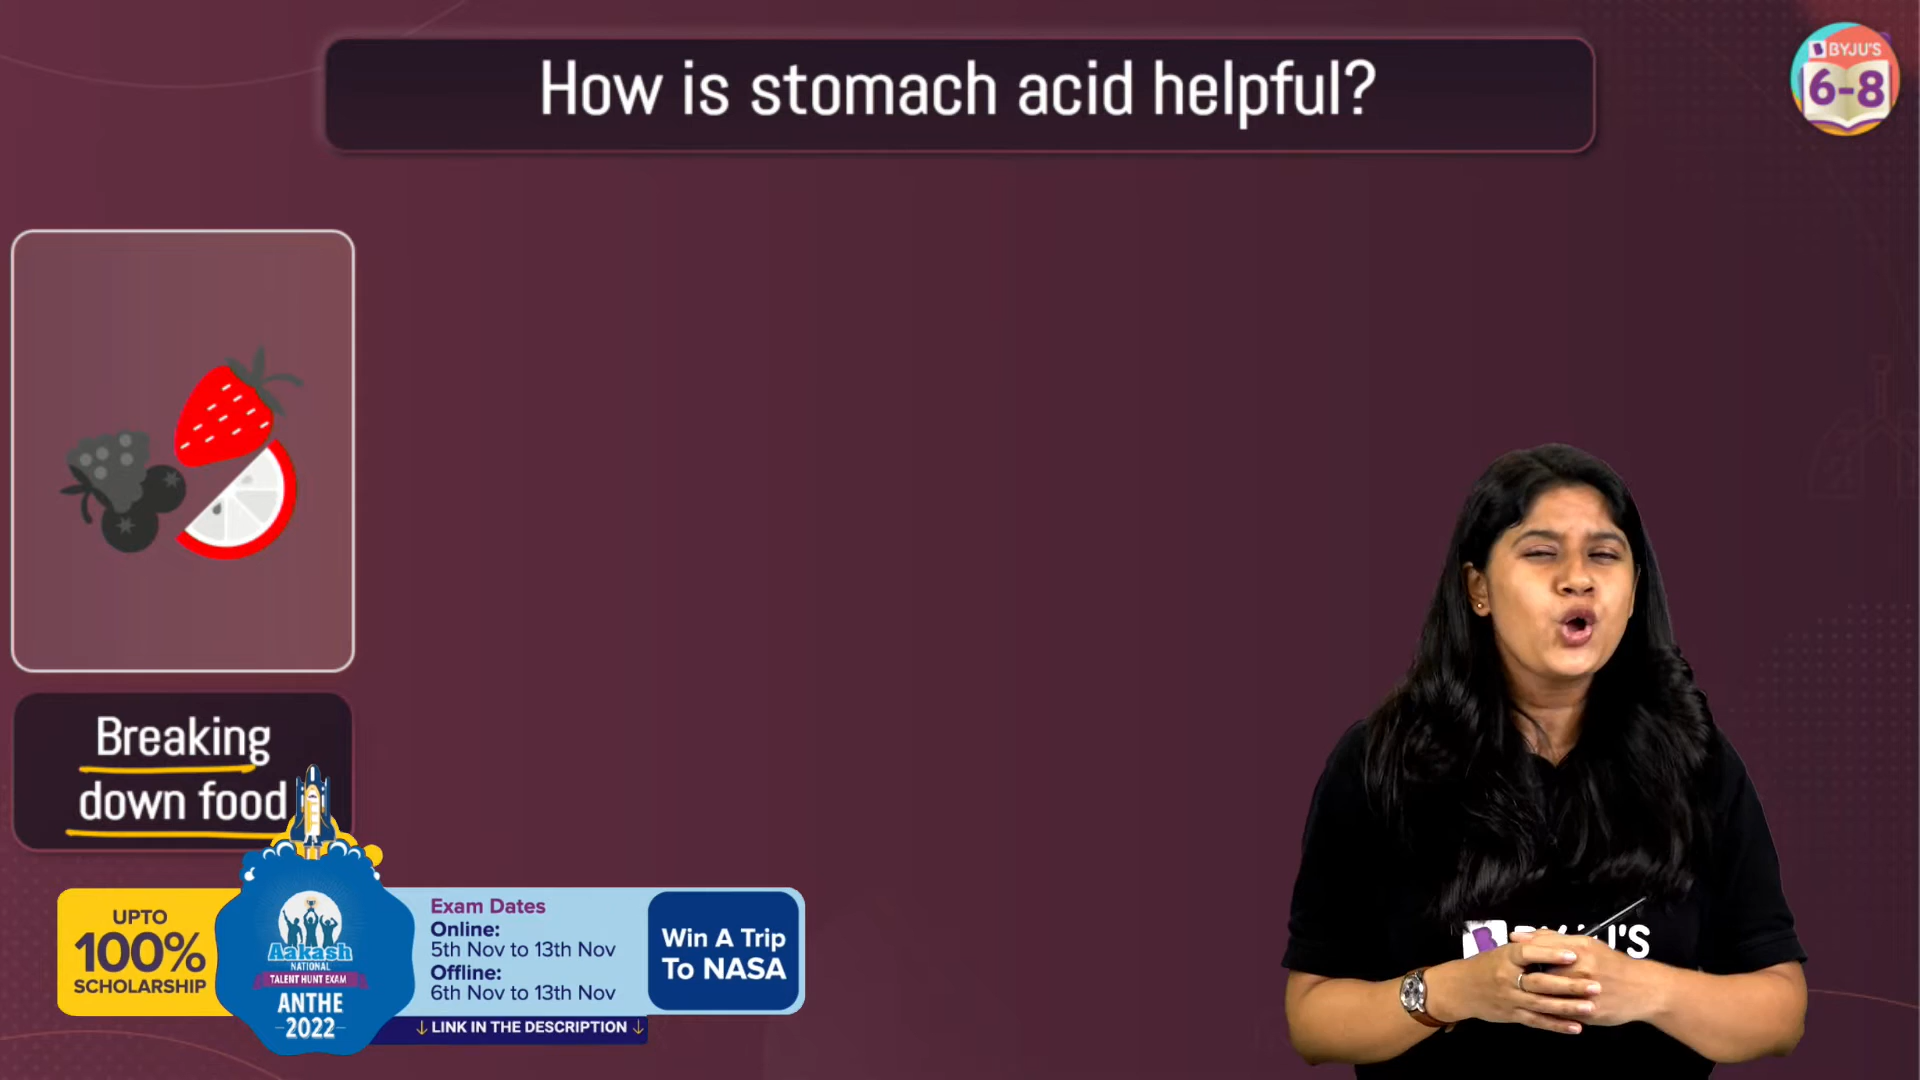 How is stomach acid helpful?
BYJU'S
6-8
Breaking
down food
UPTO
100%
SCHOLARSHIP
Aakash
NATIONAL
TALENT HUNT EXAM
ANTHE
-2022-
Exam Dates
Online:
5th Nov to 13th Nov
Offline:
6th Nov to 13th Nov
↓ LINK IN THE DESCRIPTION ↓
Win A Trip
To NASA